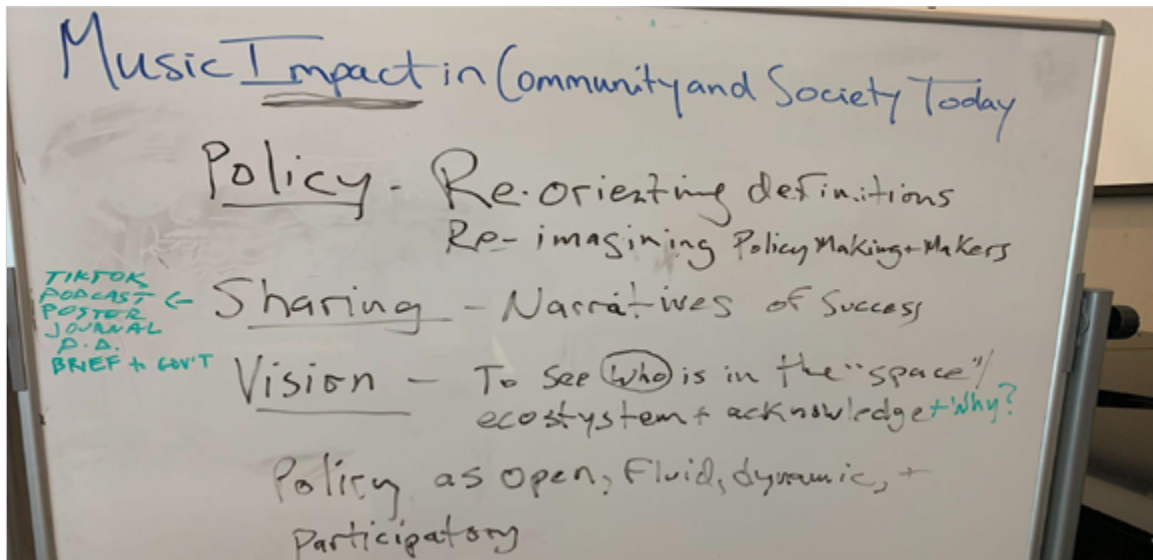 Music Impact in Community and Society Today
Policy - Re-orienting definitions
Re-imagining Policy Making + Makers
TIKTOK
PODCAST ←
POSTER
JOURNAL
P.D.
BRIEF to GOV'T
Sharing - Narratives of Success
Vision - To see who is in the "space"/
ecostystem + acknowledge + Why?
Policy as open, Fluid, dynamic, +
Participatory